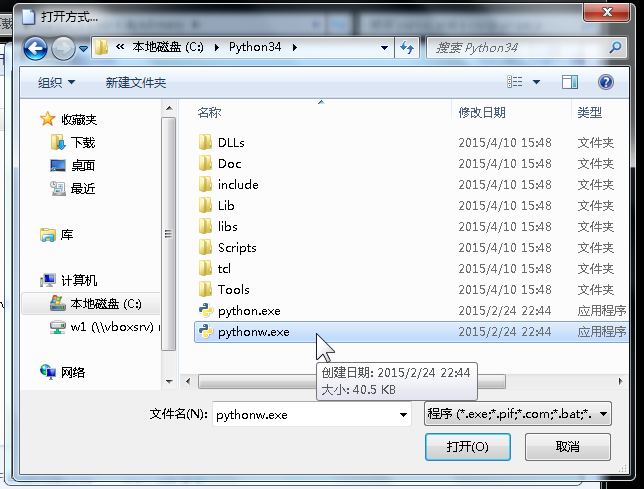 打开方式...
« 本地磁盘 (C:) ▸ Python34 ▸
搜索 Python34
组织 新建文件夹
名称 修改日期 类型
收藏夹
下载
桌面
最近
库
计算机
本地磁盘 (C:)
w1 (\\vboxsrv) n
网络
DLLs 2015/4/10 15:48 文件夹
Doc 2015/4/10 15:48 文件夹
include 2015/4/10 15:48 文件夹
Lib 2015/4/10 15:48 文件夹
libs 2015/4/10 15:48 文件夹
Scripts 2015/4/10 15:48 文件夹
tcl 2015/4/10 15:48 文件夹
Tools 2015/4/10 15:48 文件夹
python.exe 2015/2/24 22:44 应用程序
pythonw.exe 2015/2/24 22:44 应用程序
创建日期: 2015/2/24 22:44
大小: 40.5 KB
文件名(N): pythonw.exe 程序 (*.exe;*.pif;*.com;*.bat;*.
打开(O) 取消